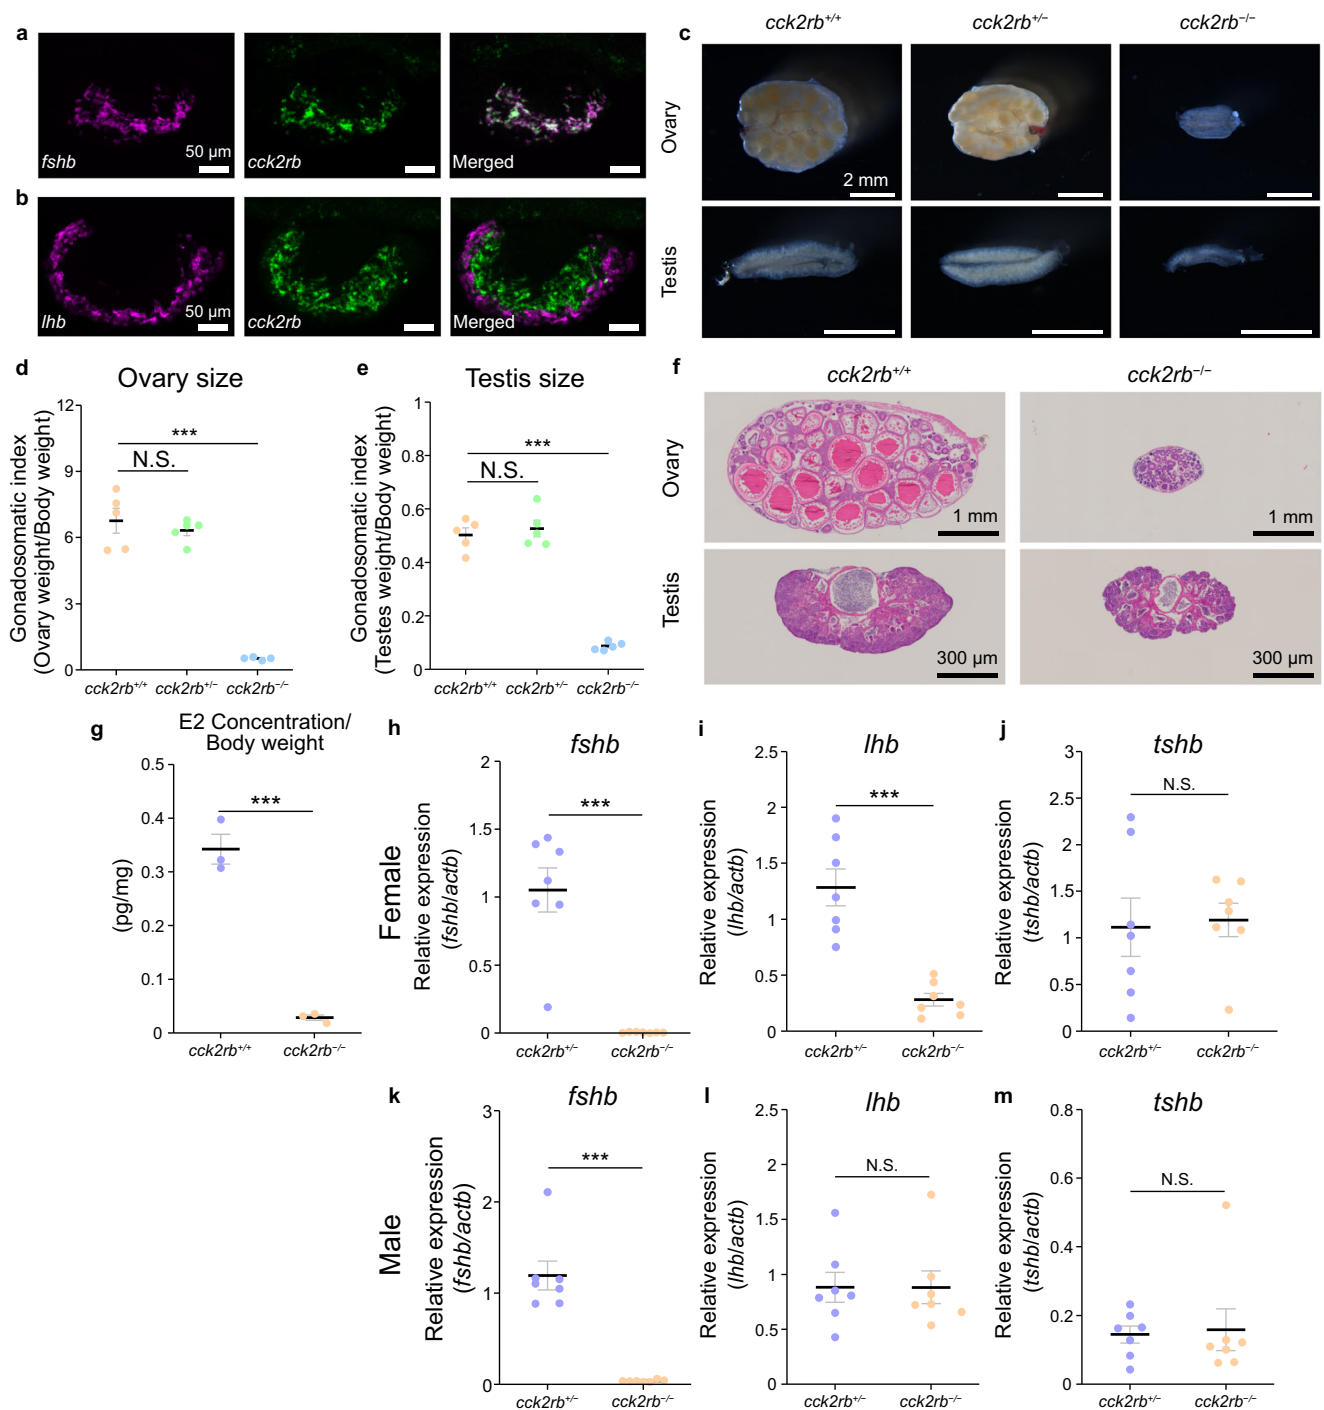 a
fshb
50 µm
cck2rb
Merged
b
lhb
50 µm
cck2rb
Merged
c
cck2rb+/+
cck2rb+/−
cck2rb−/−
Ovary
2 mm
Testis
d
Ovary size
Gonadosomatic index
(Ovary weight/Body weight)
12
9
6
3
0
***
N.S.
cck2rb+/+
cck2rb+/−
cck2rb−/−
e
Testis size
Gonadosomatic index
(Testes weight/Body weight)
1
0.8
0.6
0.4
0.2
0
***
N.S.
cck2rb+/+
cck2rb+/−
cck2rb−/−
f
cck2rb+/+
cck2rb−/−
Ovary
1 mm
1 mm
Testis
300 µm
300 µm
g
E2 Concentration/
Body weight
(pg/mg)
0.5
0.4
0.3
0.2
0.1
0
***
cck2rb+/+
cck2rb−/−
Female
h
fshb
Relative expression
(fshb/actb)
2
1.5
1
0.5
0
***
cck2rb+/−
cck2rb−/−
i
lhb
Relative expression
(lhb/actb)
2.5
2
1.5
1
0.5
0
***
cck2rb+/−
cck2rb−/−
j
tshb
Relative expression
(tshb/actb)
3
2.5
2
1.5
1
0.5
0
N.S.
cck2rb+/−
cck2rb−/−
Male
k
fshb
Relative expression
(fshb/actb)
3
2
1
0
***
cck2rb+/−
cck2rb−/−
l
lhb
Relative expression
(lhb/actb)
2.5
2
1.5
1
0.5
0
N.S.
cck2rb+/−
cck2rb−/−
m
tshb
Relative expression
(tshb/actb)
0.8
0.6
0.4
0.2
0
N.S.
cck2rb+/−
cck2rb−/−